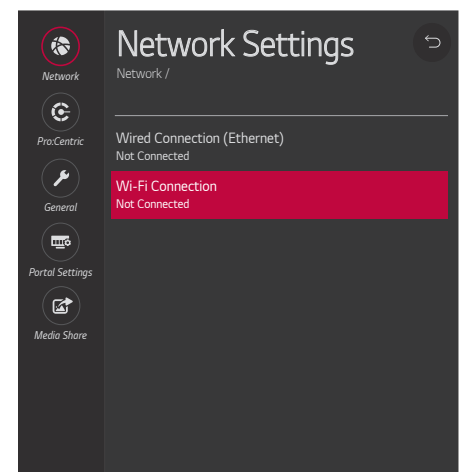 Network Settings
Network /
Network
Pro:Centric
General
Portal Settings
Media Share
Wired Connection (Ethernet)
Not Connected
Wi-Fi Connection
Not Connected